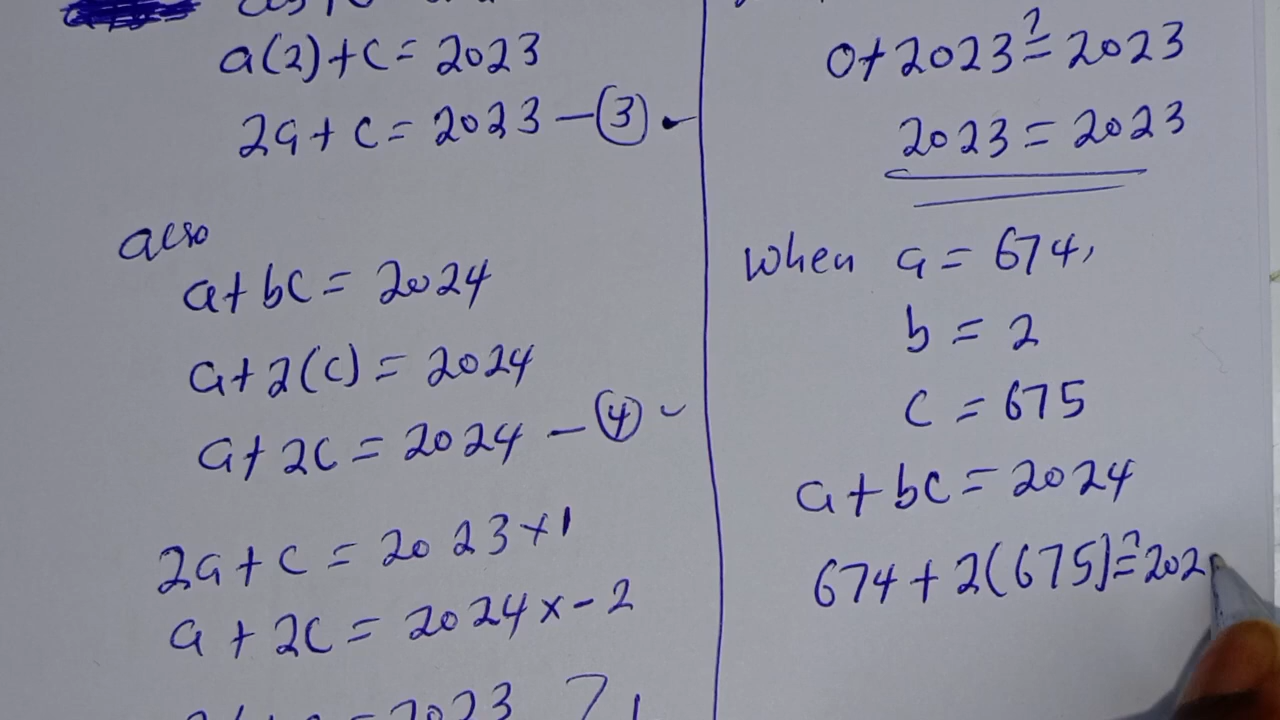 a(2)+c=2023
2a+c=2023-③
also
a+bc=2024
a+2(c)=2024
a+2c=2024-④
2a+c=2023×1
a+2c=2024×-2
0+2023≟2023
2023=2023
When a=674,
b=2
c=675
a+bc=2024
674+2(675)≟202